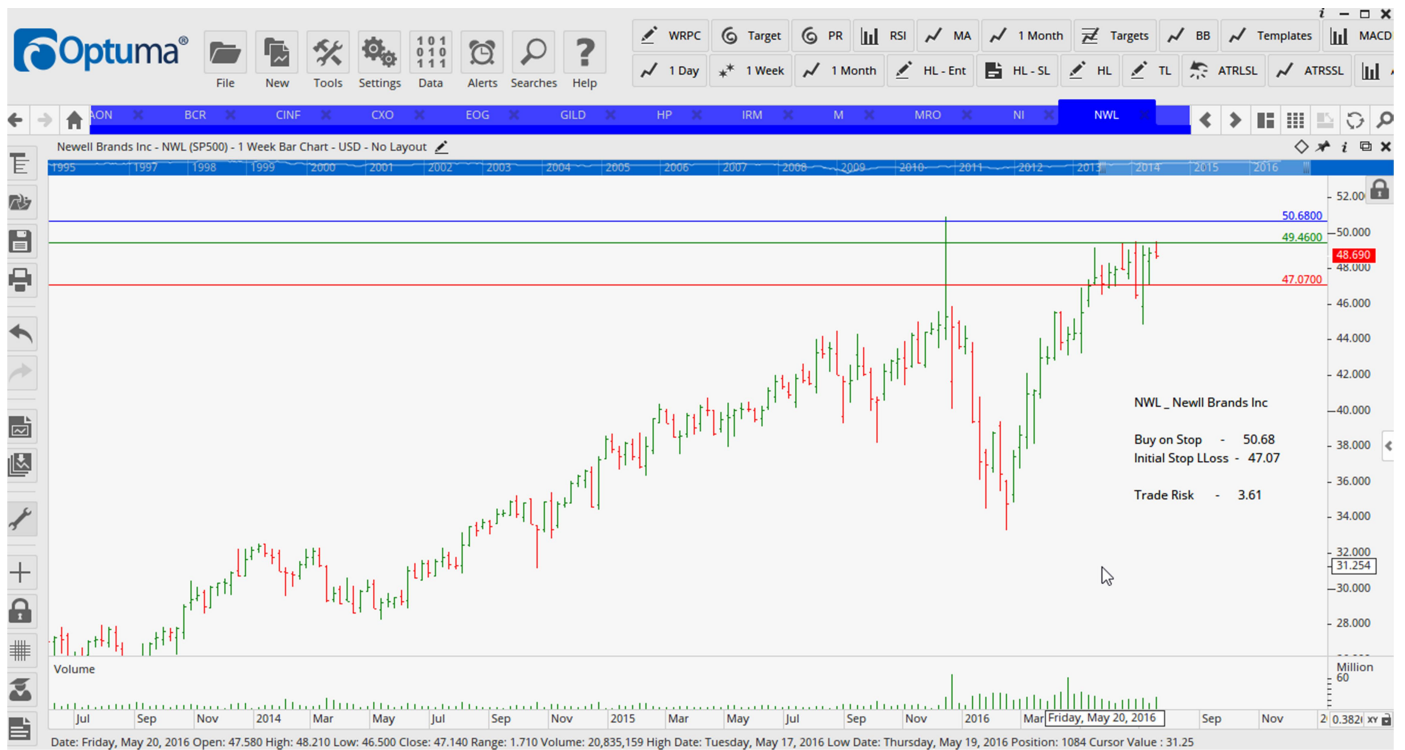 Optuma®
File New Tools Settings Data Alerts Searches Help
WRPC Target PR RSI MA 1 Month Targets BB Templates MACD
1 Day 1 Week 1 Month HL - Ent HL - SL HL TL ATRLSL ATRSSL
AON BCR CINF CXO EOG GILD HP IRM M MRO NI NWL
Newell Brands Inc - NWL (SP500) - 1 Week Bar Chart - USD - No Layout
1995 1997 1998 1999 2000 2001 2002 2003 2004 2005 2006 2007 2008 2009 2010 2011 2012 2013 2014 2015 2016
52.00
50.6800
50.000
49.4600
48.690
48.000
47.0700
46.000
44.000
42.000
NWL _ Newll Brands Inc
40.000
Buy on Stop - 50.68
38.000
Initial Stop LLoss - 47.07
36.000
Trade Risk - 3.61
34.000
32.000
31.254
30.000
28.000
Volume
Million
60
Jul Sep Nov 2014 Mar May Jul Sep Nov 2015 Mar May Jul Sep Nov 2016 Mar Friday, May 20, 2016 Sep Nov 0.382 XY
Date: Friday, May 20, 2016 Open: 47.580 High: 48.210 Low: 46.500 Close: 47.140 Range: 1.710 Volume: 20,835,159 High Date: Tuesday, May 17, 2016 Low Date: Thursday, May 19, 2016 Position: 1084 Cursor Value : 31.25